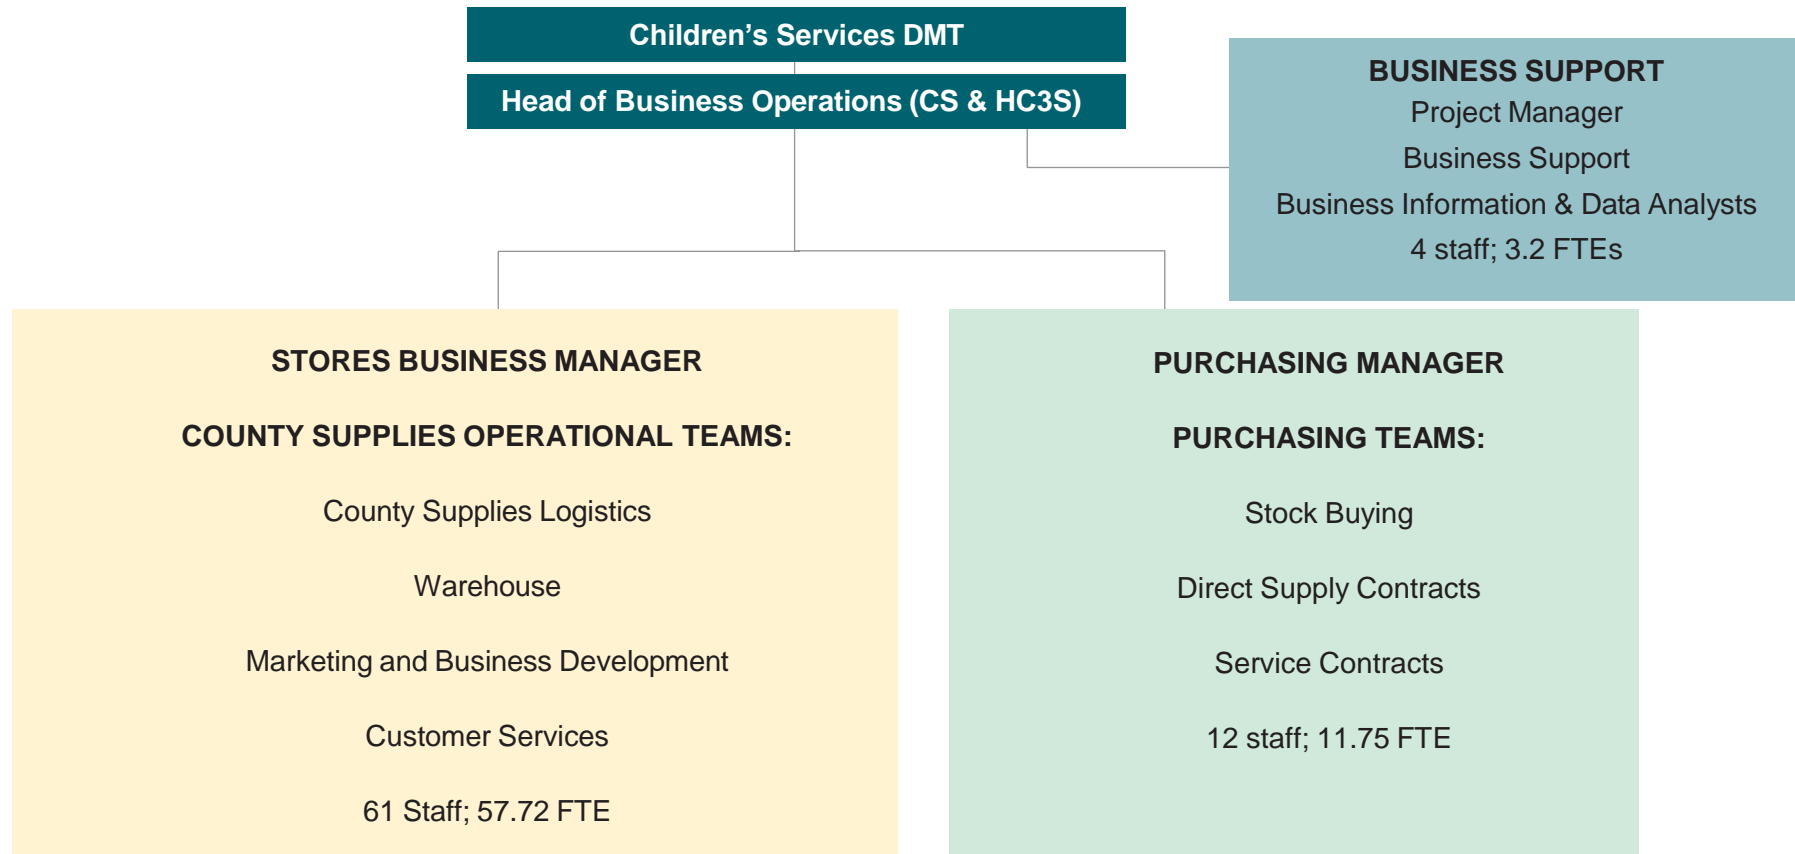 Children’s Services DMT
Head of Business Operations (CS & HC3S)
BUSINESS SUPPORT
Project Manager
Business Support
Business Information & Data Analysts
4 staff; 3.2 FTEs
STORES BUSINESS MANAGER
COUNTY SUPPLIES OPERATIONAL TEAMS:
County Supplies Logistics
Warehouse
Marketing and Business Development
Customer Services
61 Staff; 57.72 FTE
PURCHASING MANAGER
PURCHASING TEAMS:
Stock Buying
Direct Supply Contracts
Service Contracts
12 staff; 11.75 FTE